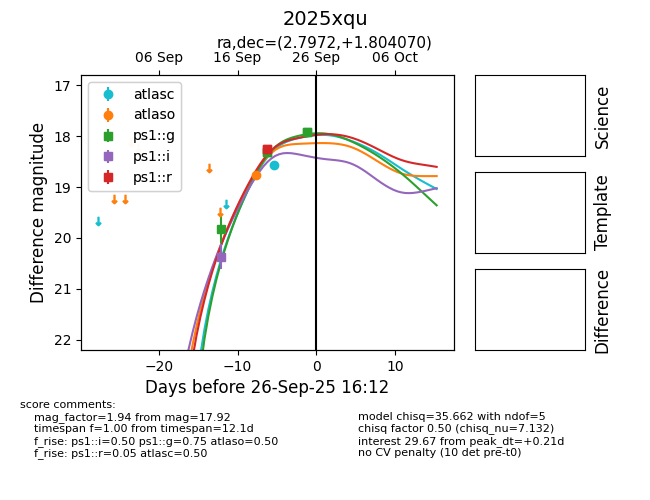 2025xqu
ra,dec=(2.7972,+1.804070)
06 Sep 16 Sep 26 Sep 06 Oct
17
18
19
20
21
22
Difference magnitude
atlasc
atlaso
ps1::g
ps1::i
ps1::r
−20 −10 0 10
Days before 26-Sep-25 16:12
Science
Template
Difference
score comments:
mag_factor=1.94 from mag=17.92
timespan f=1.00 from timespan=12.1d
f_rise: ps1::i=0.50 ps1::g=0.75 atlaso=0.50
f_rise: ps1::r=0.05 atlasc=0.50
model chisq=35.662 with ndof=5
chisq factor 0.50 (chisq_nu=7.132)
interest 29.67 from peak_dt=+0.21d
no CV penalty (10 det pre-t0)